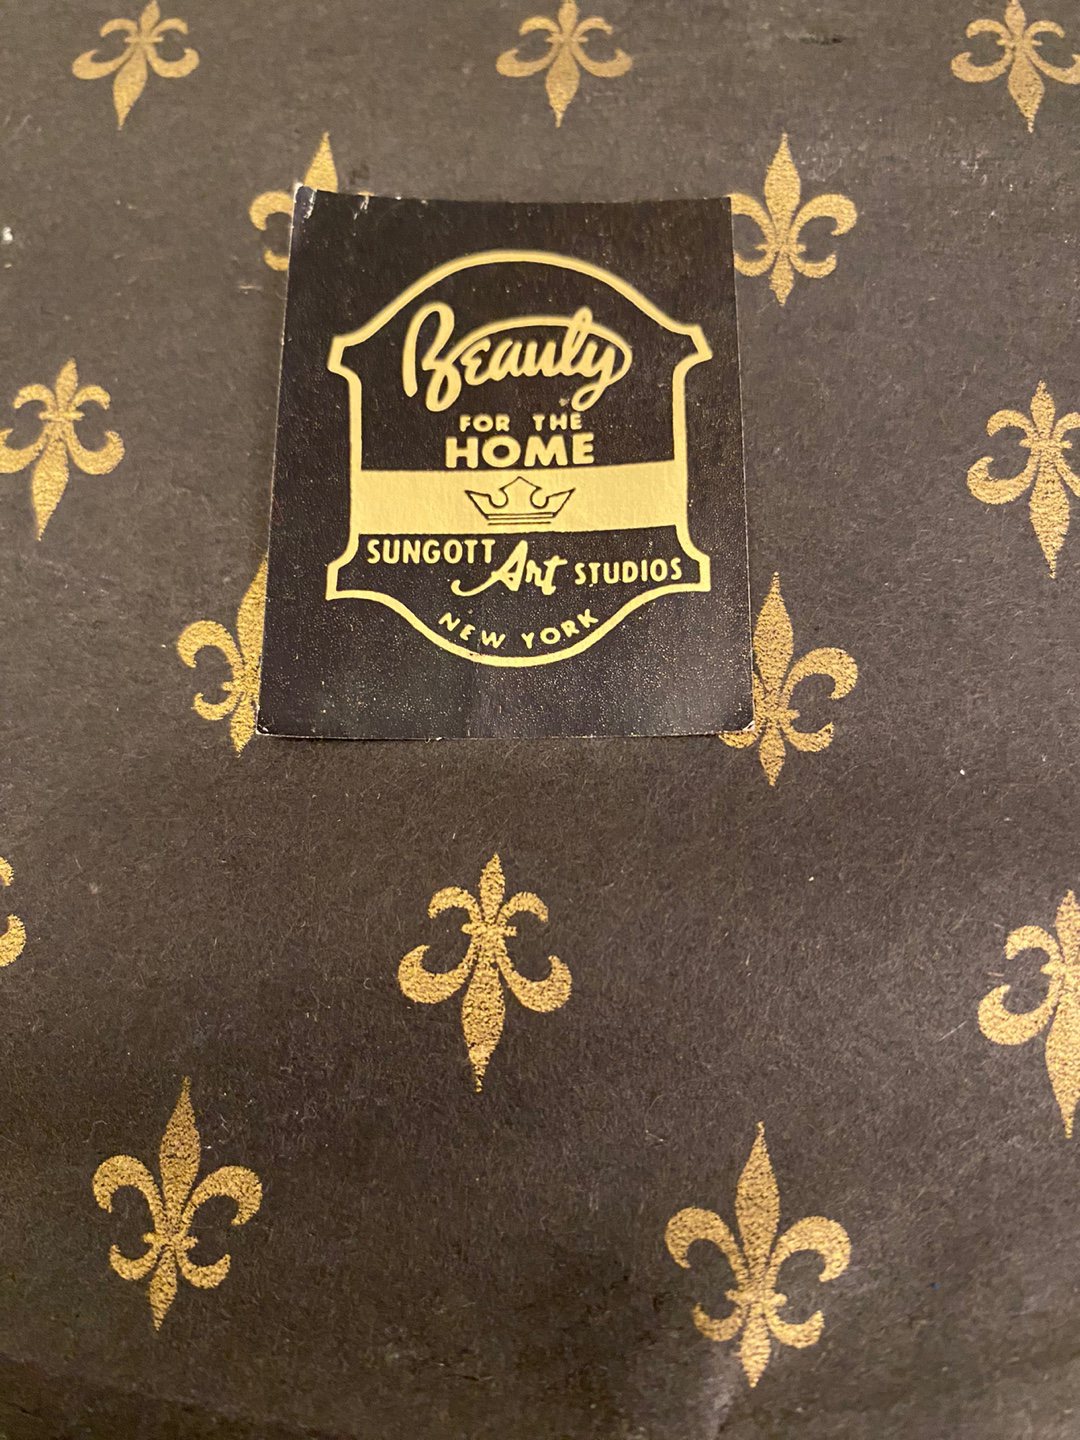 Beauty
FOR THE
HOME
SUNGOTT Art STUDIOS
NEW YORK